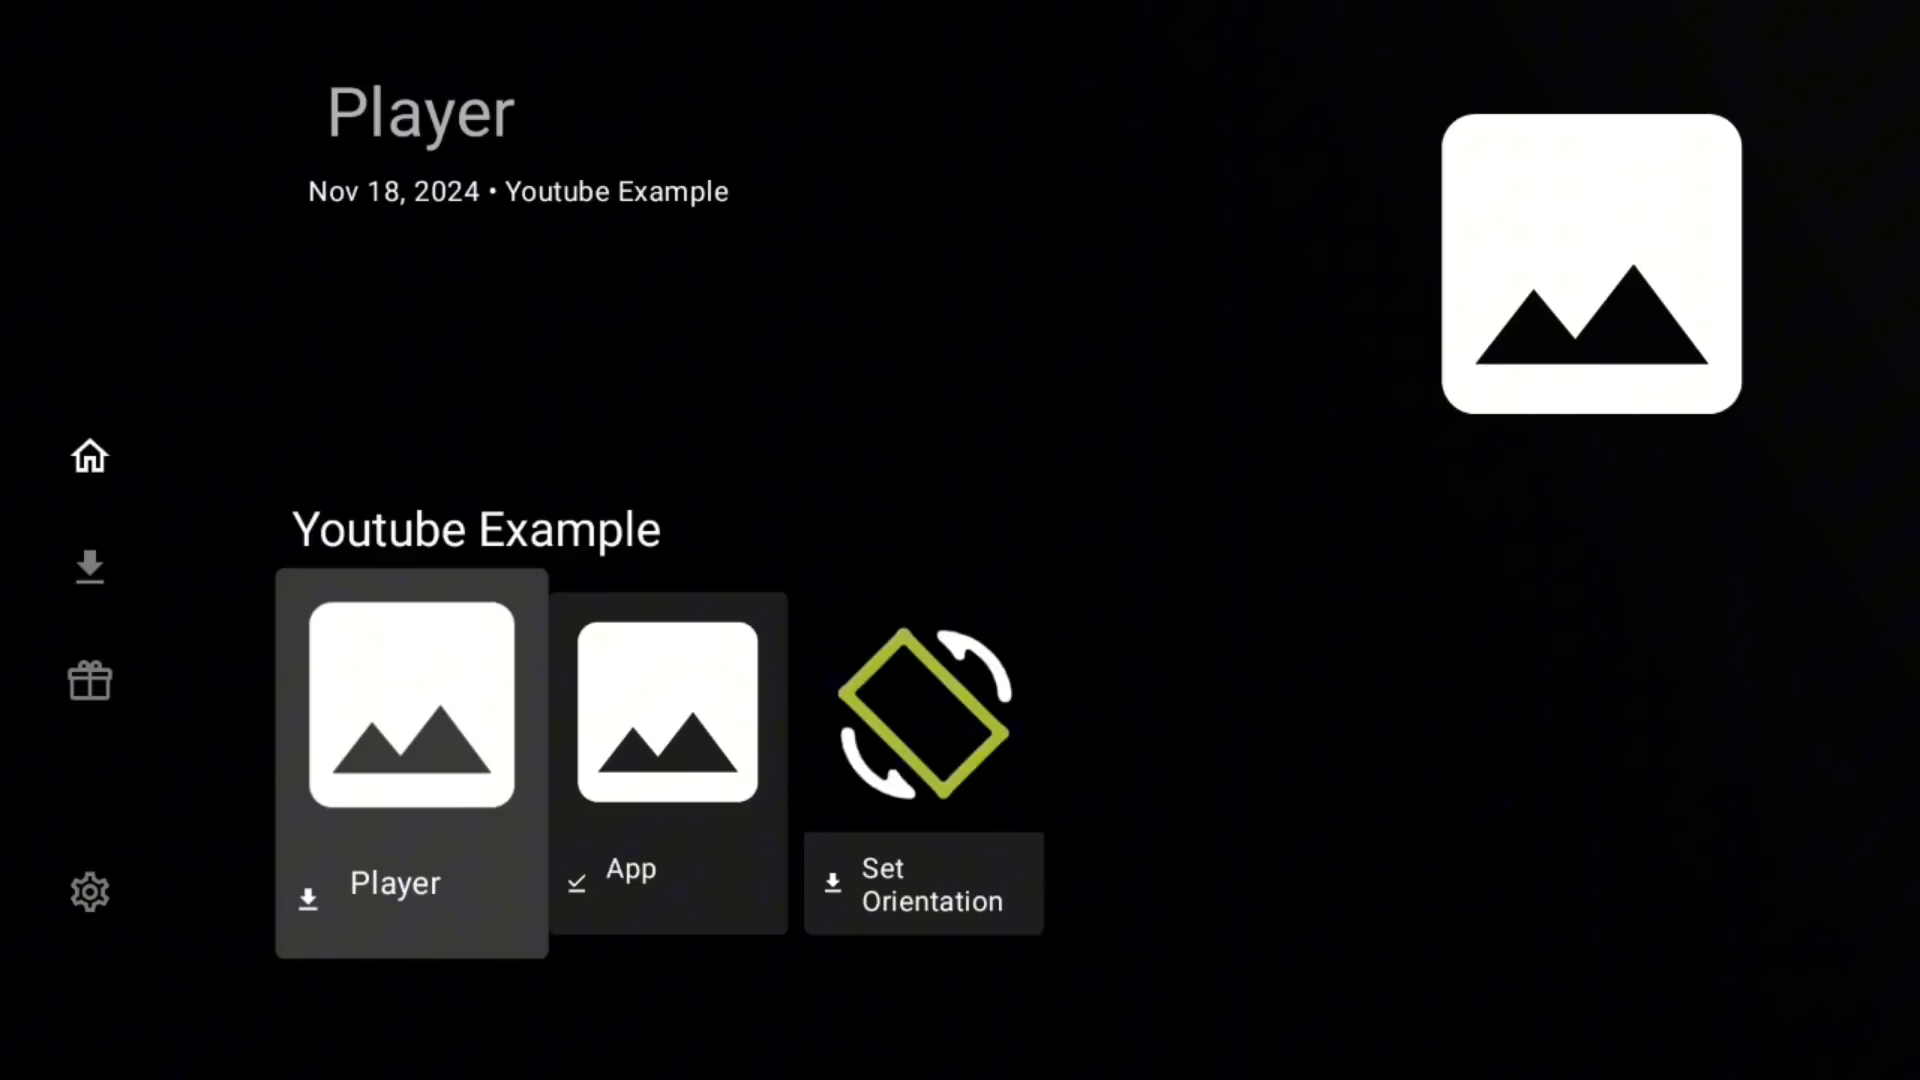 Player
Nov 18, 2024 • Youtube Example
Youtube Example
Player
App
Set
Orientation